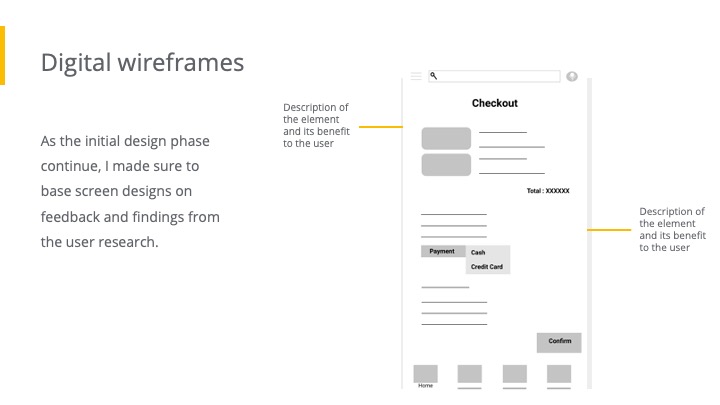 Digital wireframes
As the initial design phase
continue, I made sure to
base screen designs on
feedback and findings from
the user research.
Description of
the element
and its benefit
to the user
Checkout
Total : XXXXXX
Payment
Cash
Credit Card
Confirm
Home
Description of
the element
and its benefit
to the user